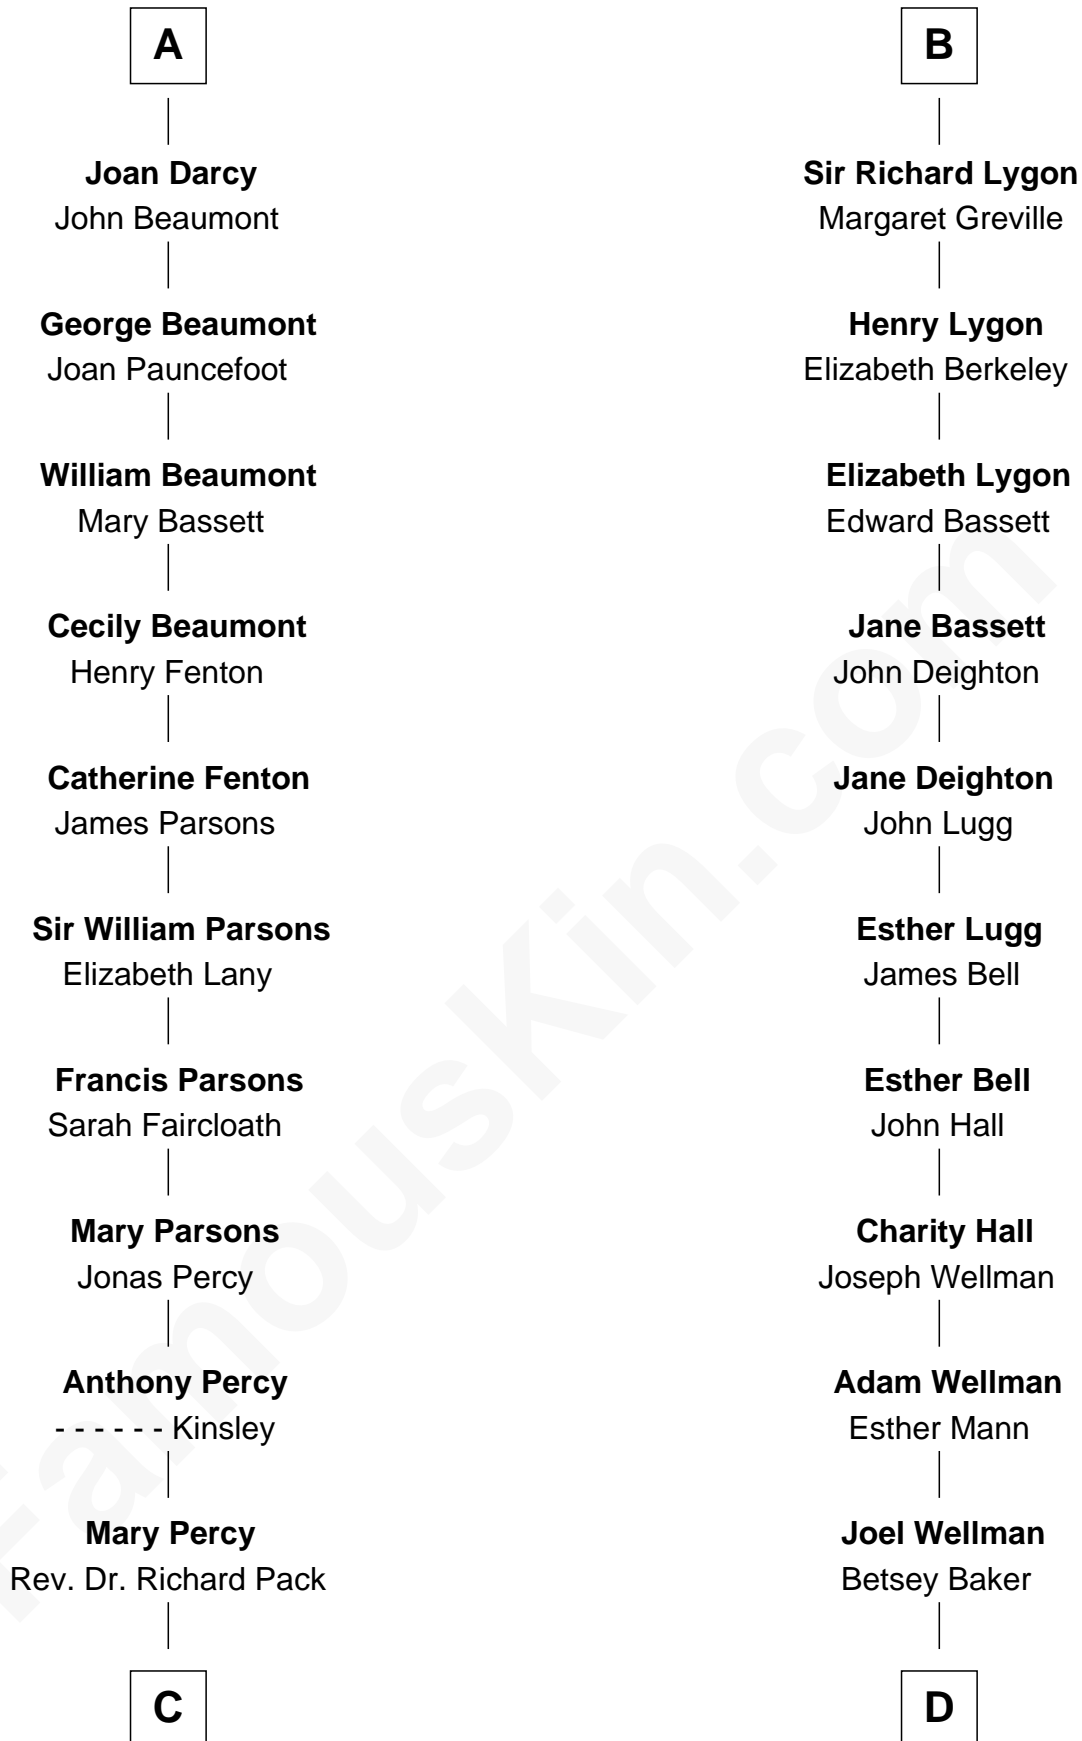 A
Joan Darcy
John Beaumont
George Beaumont
Joan Pauncefoot
William Beaumont
Mary Bassett
Cecily Beaumont
Henry Fenton
Catherine Fenton
James Parsons
Sir William Parsons
Elizabeth Lany
Francis Parsons
Sarah Faircloath
Mary Parsons
Jonas Percy
Anthony Percy
- - - - - - Kinsley
Mary Percy
Rev. Dr. Richard Pack
C
B
Sir Richard Lygon
Margaret Greville
Henry Lygon
Elizabeth Berkeley
Elizabeth Lygon
Edward Bassett
Jane Bassett
John Deighton
Jane Deighton
John Lugg
Esther Lugg
James Bell
Esther Bell
John Hall
Charity Hall
Joseph Wellman
Adam Wellman
Esther Mann
Joel Wellman
Betsey Baker
D
FamousKin.com